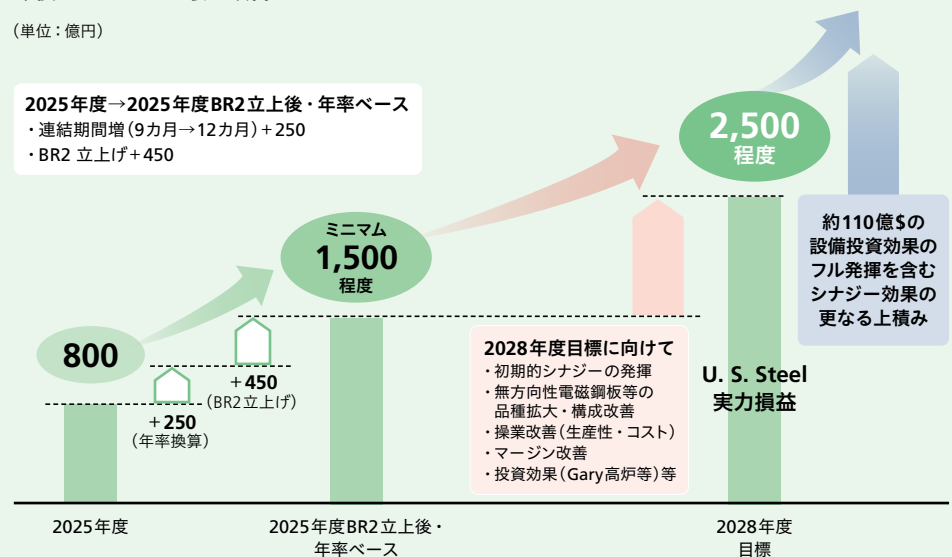 (単位:億円)
2025年度→2025年度BR2立上後・年率ベース
・連結期間増(9カ月→12カ月)+250
・BR2 立上げ+450
2,500
程度
ミニマム
1,500
程度
約110億$の
設備投資効果の
フル発揮を含む
シナジー効果の
更なる上積み
800
+450
(BR2立上げ)
+250
(年率換算)
2028年度目標に向けて
・初期的シナジーの発揮
・無方向性電磁鋼板等の
品種拡大・構成改善
・操業改善(生産性・コスト)
・マージン改善
・投資効果(Gary高炉等)等
U. S. Steel
実力損益
2025年度
2025年度BR2立上後・
年率ベース
2028年度
目標